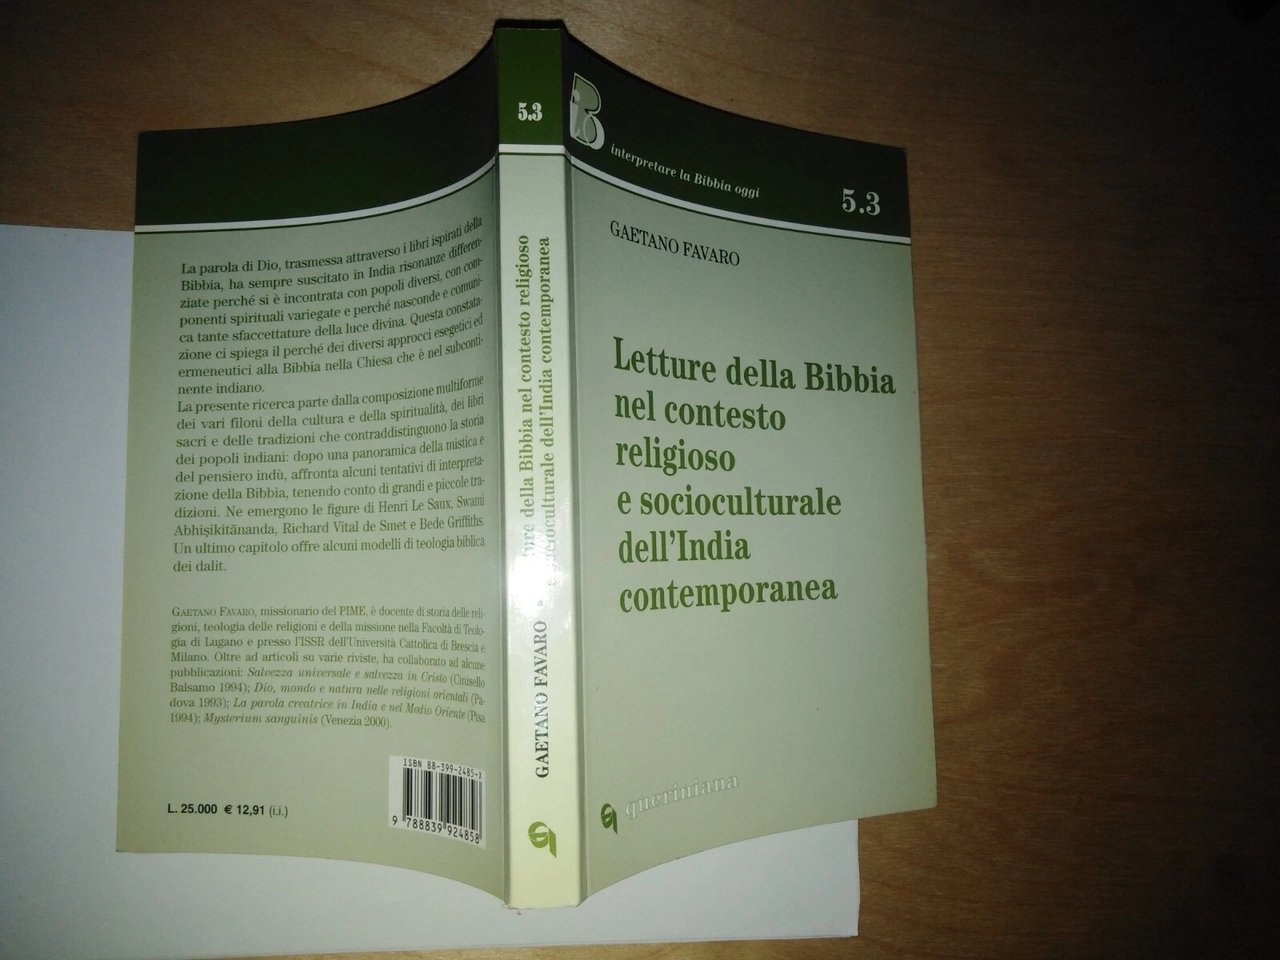 La parola di Dio, trasmessa attraverso i libri ispirati della
Bibbia, ha sempre suscitato in India risonanze differen-
ziate perché si è incontrata con popoli diversi, con com-
ponenti spirituali variegate e perché nasconde e comuni-
ca tante sfaccettature della luce divina. Questa constata-
zione ci spiega il perché dei diversi approcci esegetici ed
ermeneutici alla Bibbia nella Chiesa che è nel subconti-
nente indiano.
La presente ricerca parte dalla composizione multiforme
dei vari filoni della cultura e della spiritualità, dei libri
sacri e delle tradizioni che contraddistinguono la storia
dei popoli indiani: dopo una panoramica della mistica e
del pensiero indù, affronta alcuni tentativi di interpreta-
zione della Bibbia, tenendo conto di grandi e piccole tra-
dizioni. Ne emergono le figure di Henri Le Saux, Swami
Abhiṣikitānanda, Richard Vital de Smet e Bede Griffiths.
Un ultimo capitolo offre alcuni modelli di teologia biblica
dei dalit.
GAETANO FAVARO, missionario del PIME, è docente di storia delle reli-
gioni, teologia delle religioni e della missione nella Facoltà di Teolo-
gia di Lugano e presso l'ISSR dell'Università Cattolica di Brescia e
Milano. Oltre ad articoli su varie riviste, ha collaborato ad alcune
pubblicazioni: Salvezza universale e salvezza in Cristo (Cinisello
Balsamo 1994); Dio, mondo e natura nelle religioni orientali (Pa-
dova 1993); La parola creatrice in India e nel Medio Oriente (Pisa
1994); Mysterium sanguinis (Venezia 2000).
L. 25.000 € 12,91 (i.i.)
ISBN 88-399-2485-X
9 788839 924858
5.3
GAETANO FAVARO
Letture della Bibbia nel contesto religioso
e socioculturale dell'India contemporanea
iB
interpretare la Bibbia oggi
5.3
GAETANO FAVARO
Letture della Bibbia
nel contesto
religioso
e socioculturale
dell'India
contemporanea
queriniana